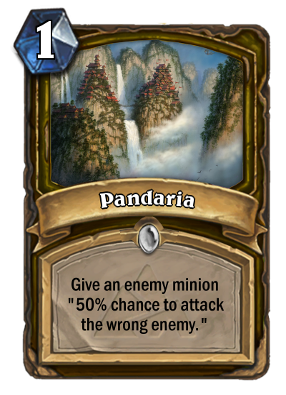 1
Pandaria
Give an enemy minion
"50% chance to attack
the wrong enemy."